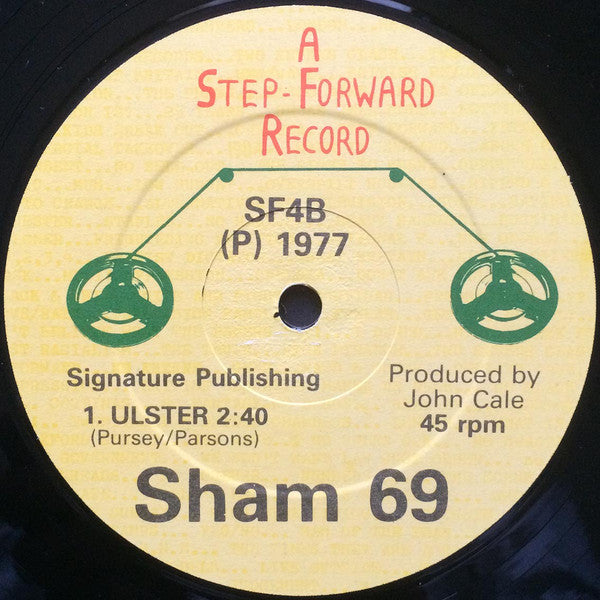 A
STEP-FORWARD
RECORD
SF4B
(P) 1977
Signature Publishing
1. ULSTER 2:40
(Pursey/Parsons)
Produced by
John Cale
45 rpm
Sham 69